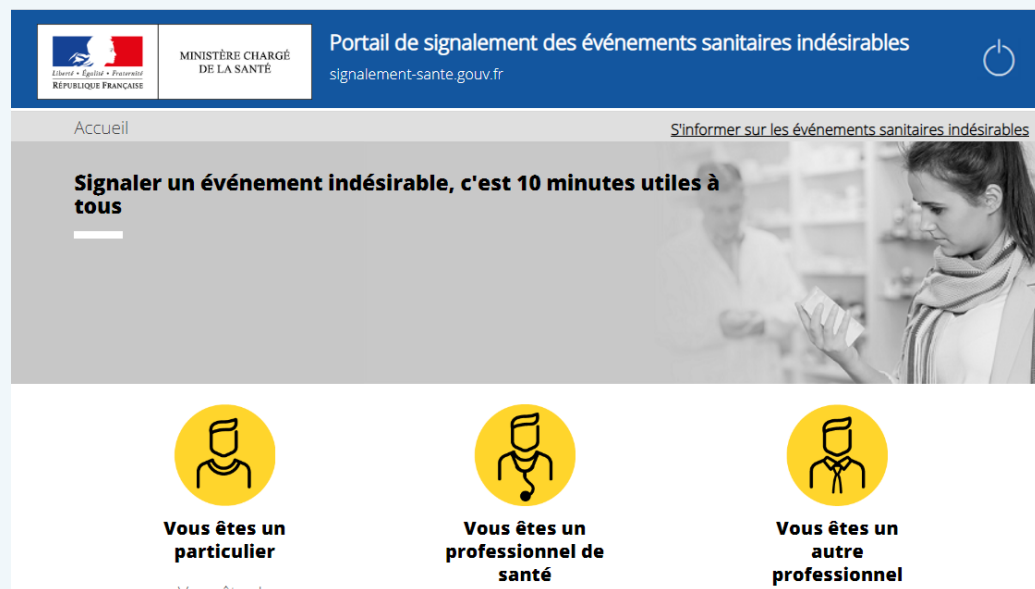 Liberté • Égalité • Fraternité
RÉPUBLIQUE FRANÇAISE
MINISTÈRE CHARGÉ
DE LA SANTÉ
Portail de signalement des événements sanitaires indésirables
signalement-sante.gouv.fr
Accueil
S'informer sur les événements sanitaires indésirables
Signaler un événement indésirable, c'est 10 minutes utiles à
tous
Vous êtes un
particulier
Vous êtes un
professionnel de
santé
Vous êtes un
autre
professionnel